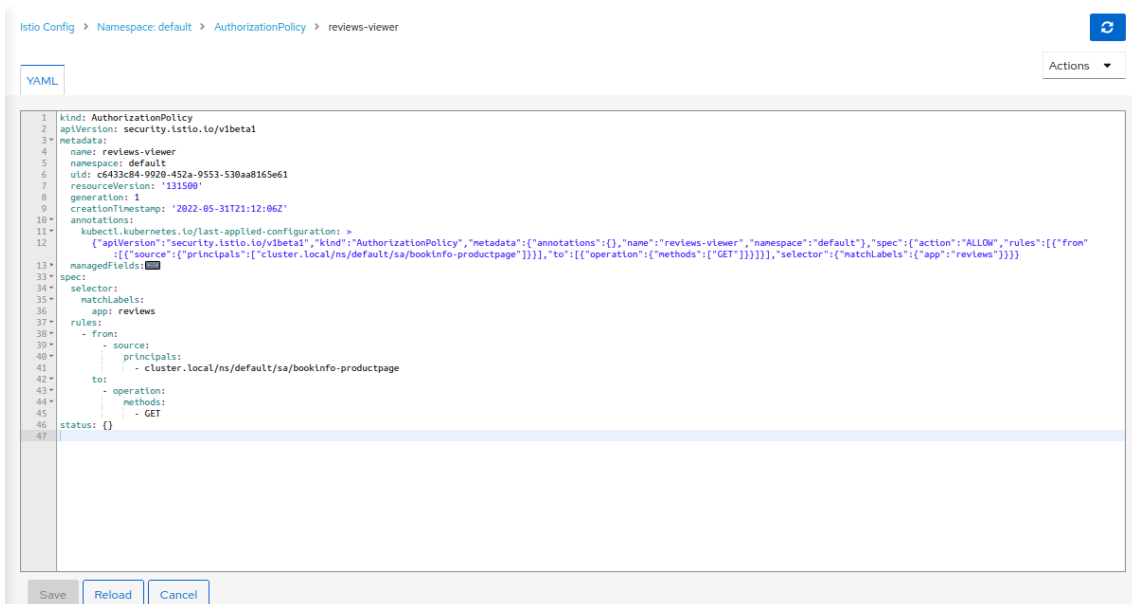 Istio Config > Namespace: default > AuthorizationPolicy > reviews-viewer
Actions
YAML
1 kind: AuthorizationPolicy
2 apiVersion: security.istio.io/v1beta1
3 metadata:
4 name: reviews-viewer
5 namespace: default
6 uid: c6433c84-9920-452a-9553-530aa8165e61
7 resourceVersion: '131500'
8 generation: 1
9 creationTimestamp: '2022-05-31T21:12:06Z'
10 annotations:
11 kubectl.kubernetes.io/last-applied-configuration: >
12 {"apiVersion":"security.istio.io/v1beta1","kind":"AuthorizationPolicy","metadata":{"annotations":{},"name":"reviews-viewer","namespace":"default"},"spec":{"action":"ALLOW","rules":[{"from"
:[{"source":{"principals":["cluster.local/ns/default/sa/bookinfo-productpage"]}}],"to":[{"operation":{"methods":["GET"]}}]}],"selector":{"matchLabels":{"app":"reviews"}}}}
13 managedFields:
33 spec:
34 selector:
35 matchLabels:
36 app: reviews
37 rules:
38 - from:
39 - source:
40 principals:
41 - cluster.local/ns/default/sa/bookinfo-productpage
42 to:
43 - operation:
44 methods:
45 - GET
46 status: {}
47
Save Reload Cancel